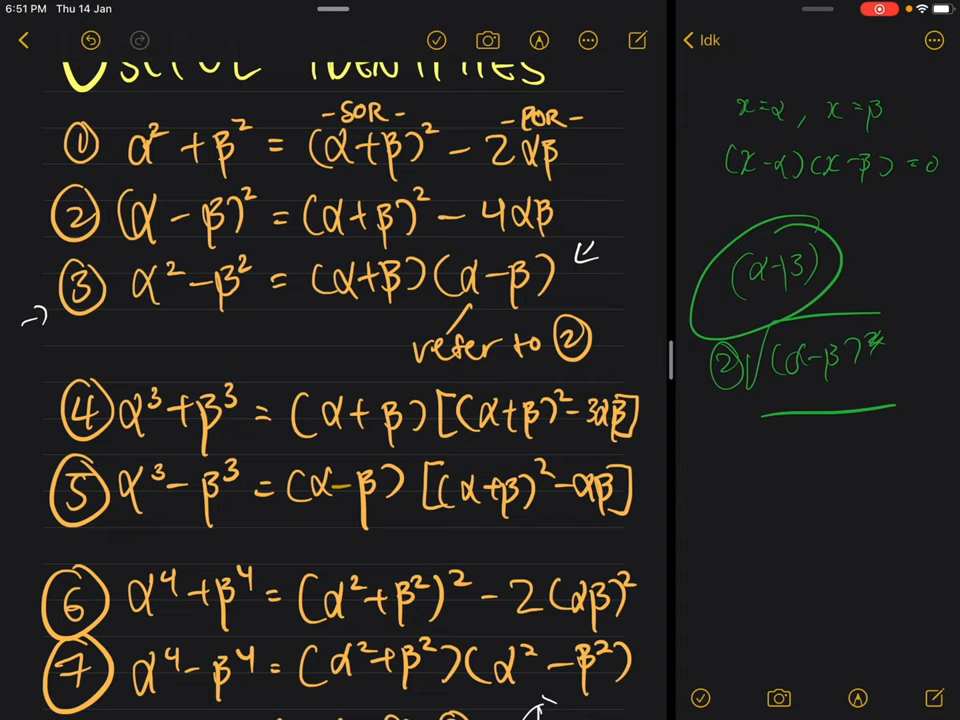 6:51 PM Thu 14 Jan
Useful Identities
-SOR- -POR-
① α² + β² = (α+β)² - 2αβ
② (α - β)² = (α+β)² - 4αβ
③ α² - β² = (α+β)(α-β)
refer to ②
④ α³ + β³ = (α + β)[(α+β)² - 3αβ]
⑤ α³ - β³ = (α - β)[(α+β)² - αβ]
⑥ α⁴ + β⁴ = (α² + β²)² - 2(αβ)²
⑦ α⁴ - β⁴ = (α² + β²)(α² - β²)
Idk
x=α, x=β
(x-α)(x-β)=0
(α-β)
② √(α-β)²